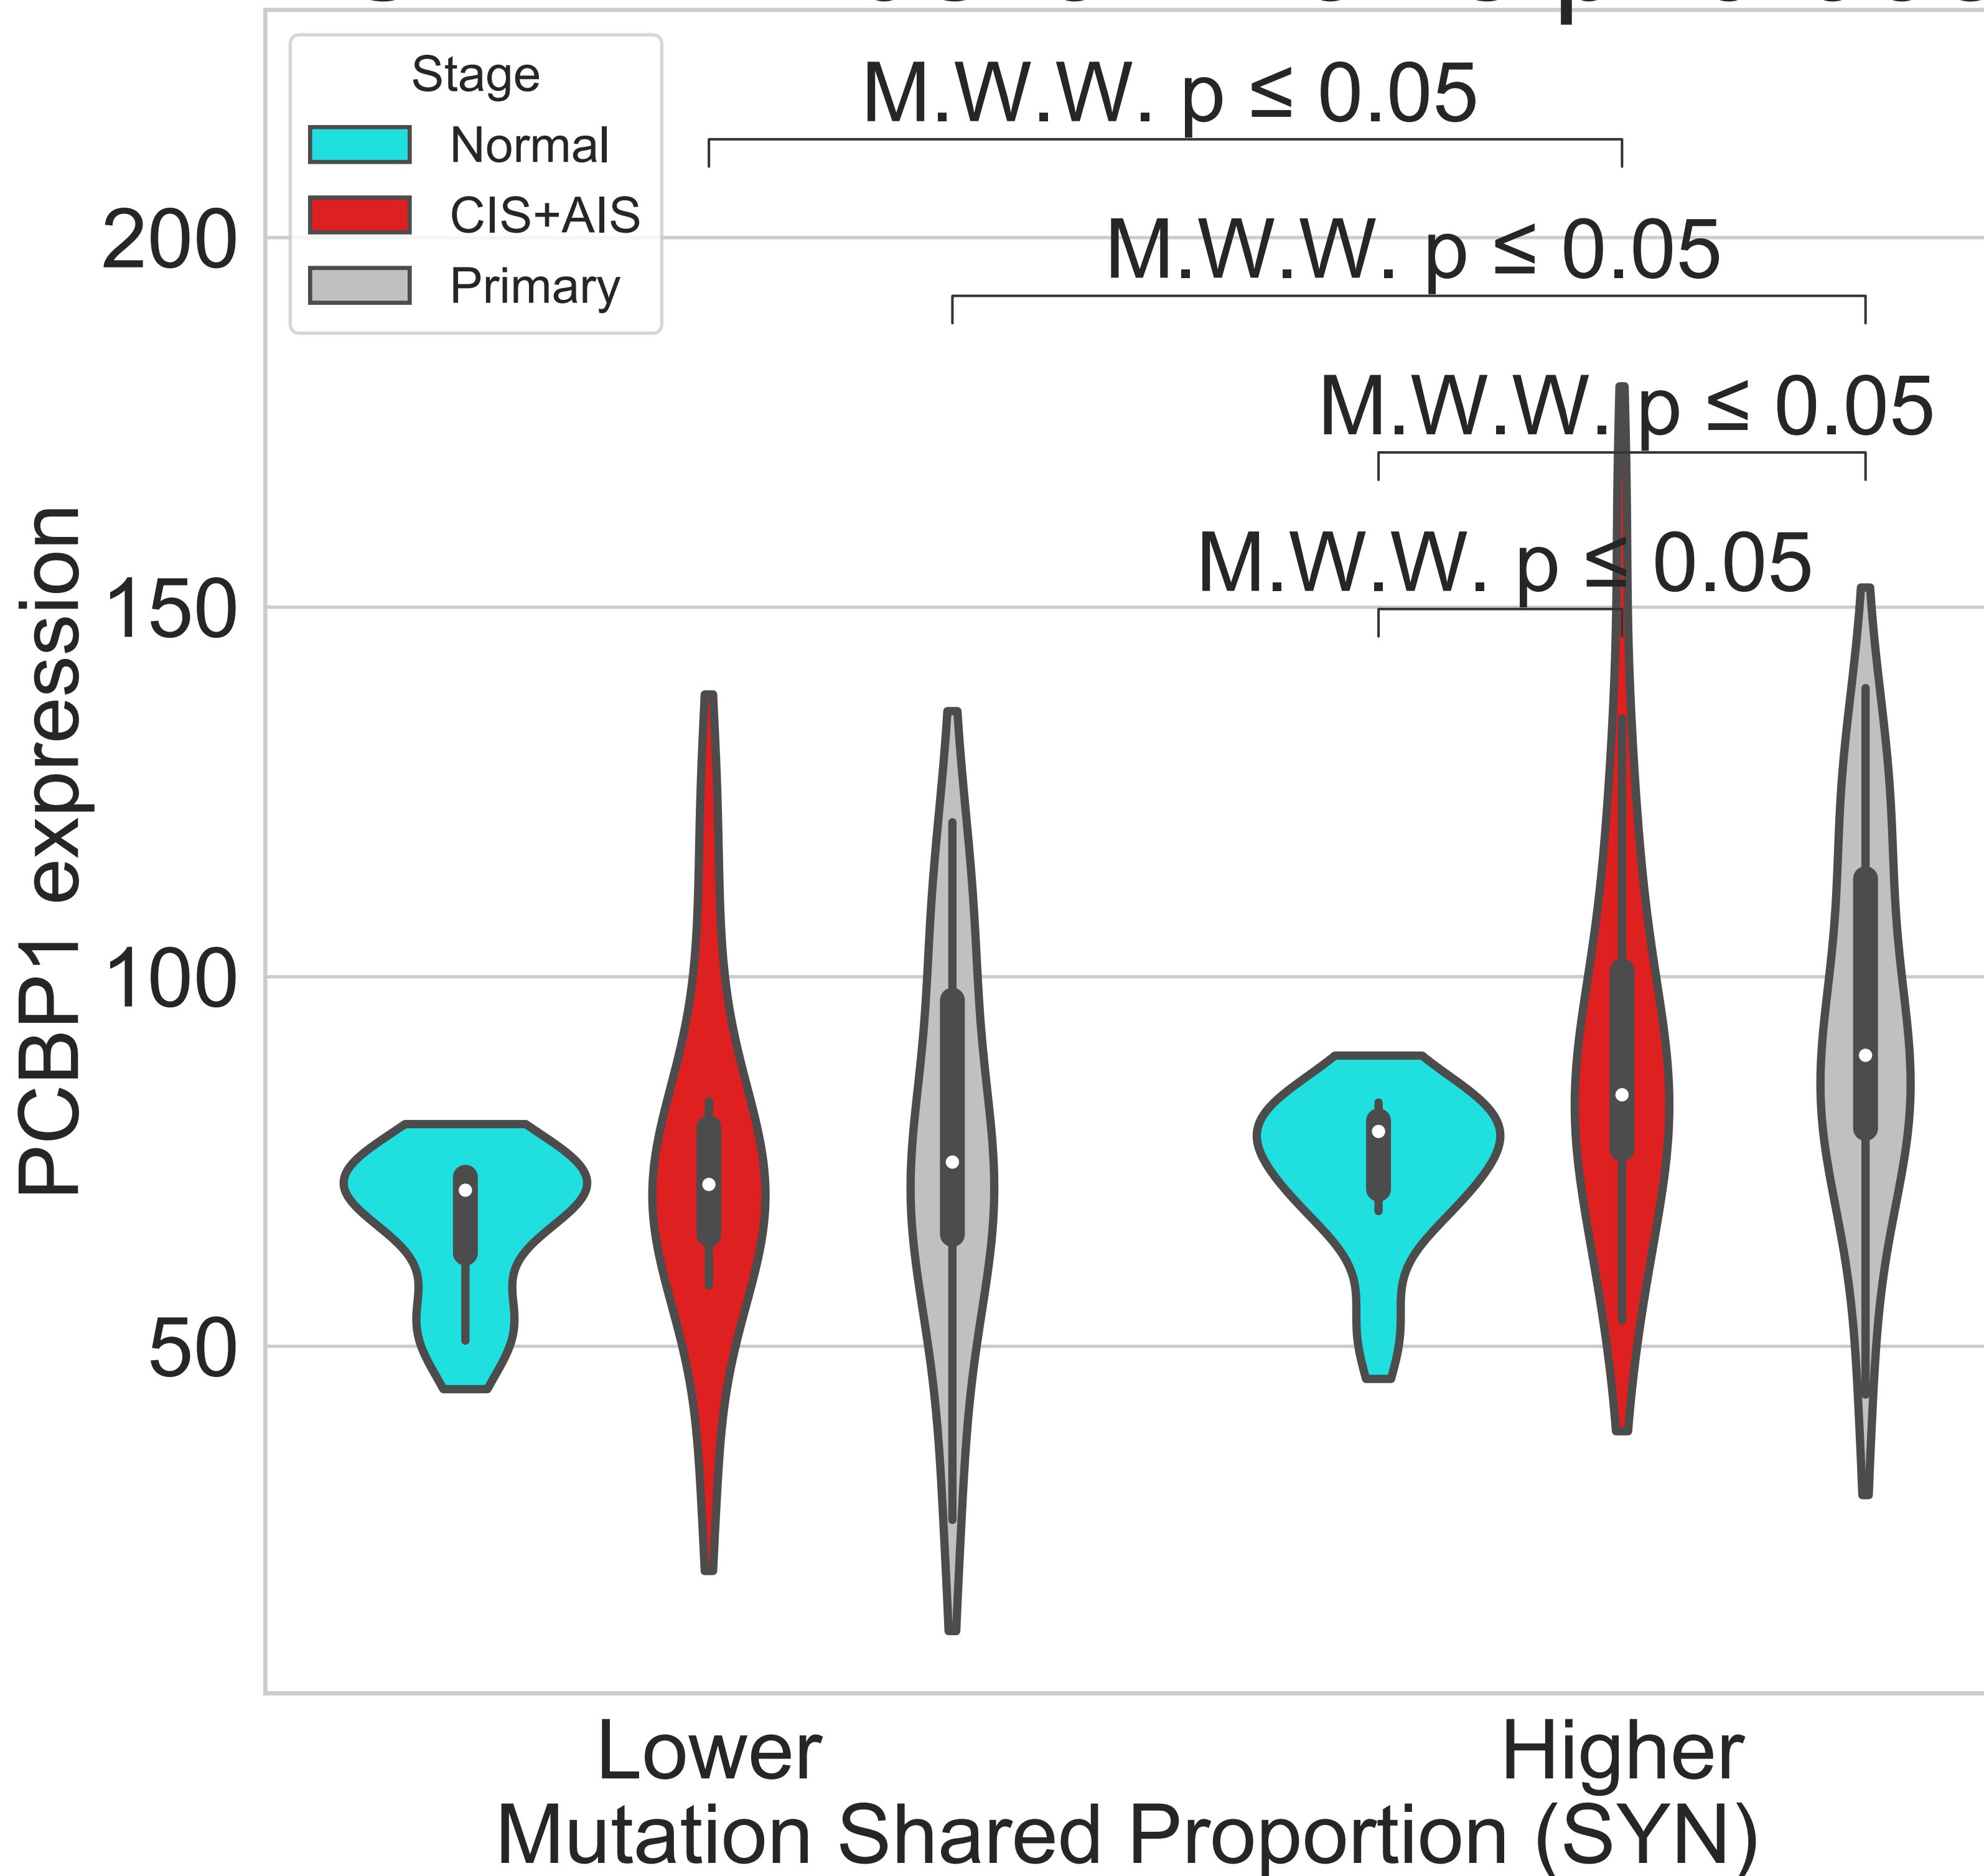 Stage
Normal
CIS+AIS
Primary
M.W.W. p ≤ 0.05
M.W.W. p ≤ 0.05
M.W.W. p ≤ 0.05
M.W.W. p ≤ 0.05
200
150
100
50
PCBP1 expression
Lower
Higher
Mutation Shared Proportion (SYN)